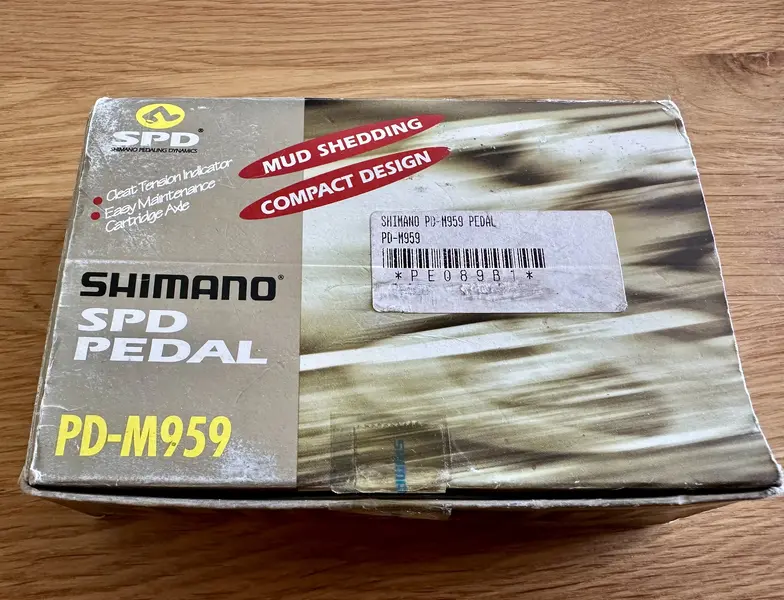 SPD®
SHIMANO PEDALING DYNAMICS
Cleat Tension Indicator
Easy Maintenance
Cartridge Axle
MUD SHEDDING
COMPACT DESIGN
SHIMANO PD-M959 PEDAL
PD-M959
*PE089B1*
SHIMANO®
SPD
PEDAL
PD-M959